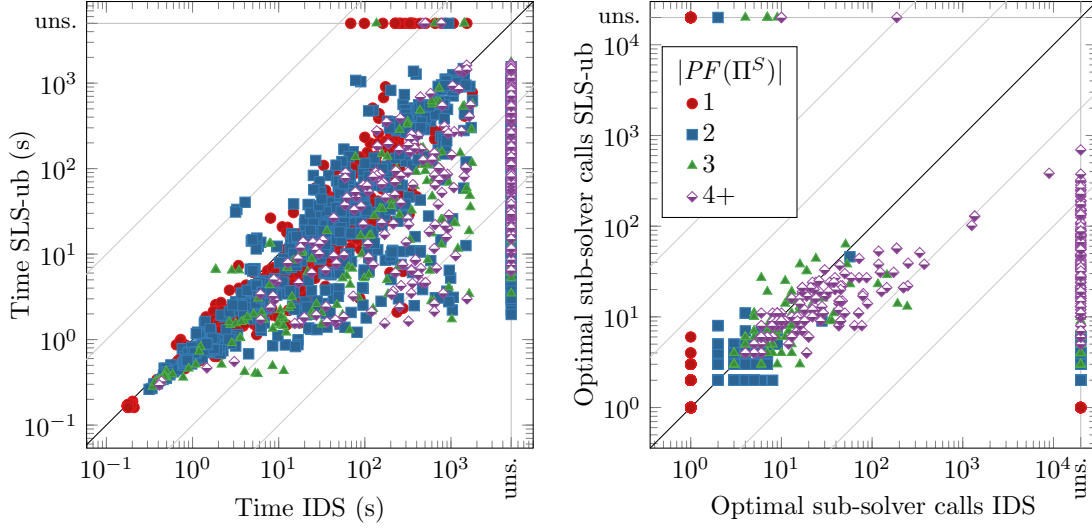 uns.
10^3
10^2
10^1
10^0
10^−1
Time SLS-ub (s)
10^−1
10^0
10^1
10^2
10^3
uns.
Time IDS (s)
uns.
10^4
10^3
10^2
10^1
10^0
Optimal sub-solver calls SLS-ub
|PF(Π^S)|
1
2
3
4+
10^0
10^1
10^2
10^3
10^4
uns.
Optimal sub-solver calls IDS